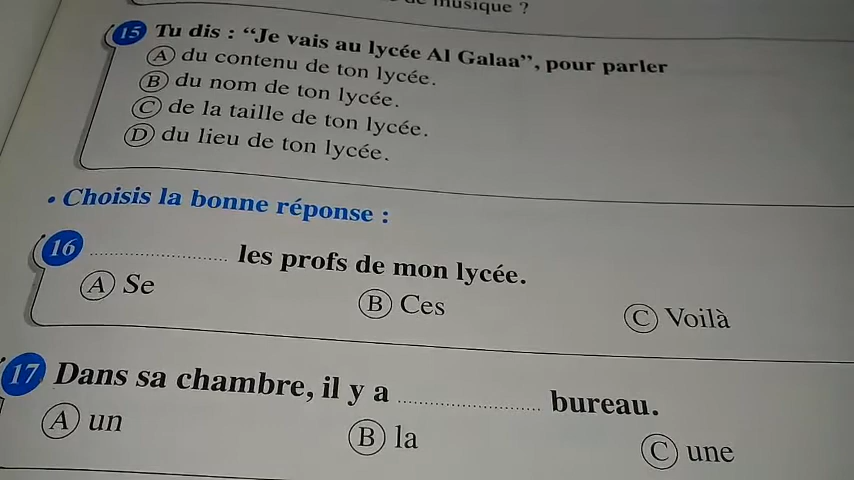 musique ?
15 Tu dis : “Je vais au lycée Al Galaa”, pour parler
A du contenu de ton lycée.
B du nom de ton lycée.
C de la taille de ton lycée.
D du lieu de ton lycée.
• Choisis la bonne réponse :
16 ........................ les profs de mon lycée.
A Se B Ces C Voilà
17 Dans sa chambre, il y a ........................ bureau.
A un B la C une